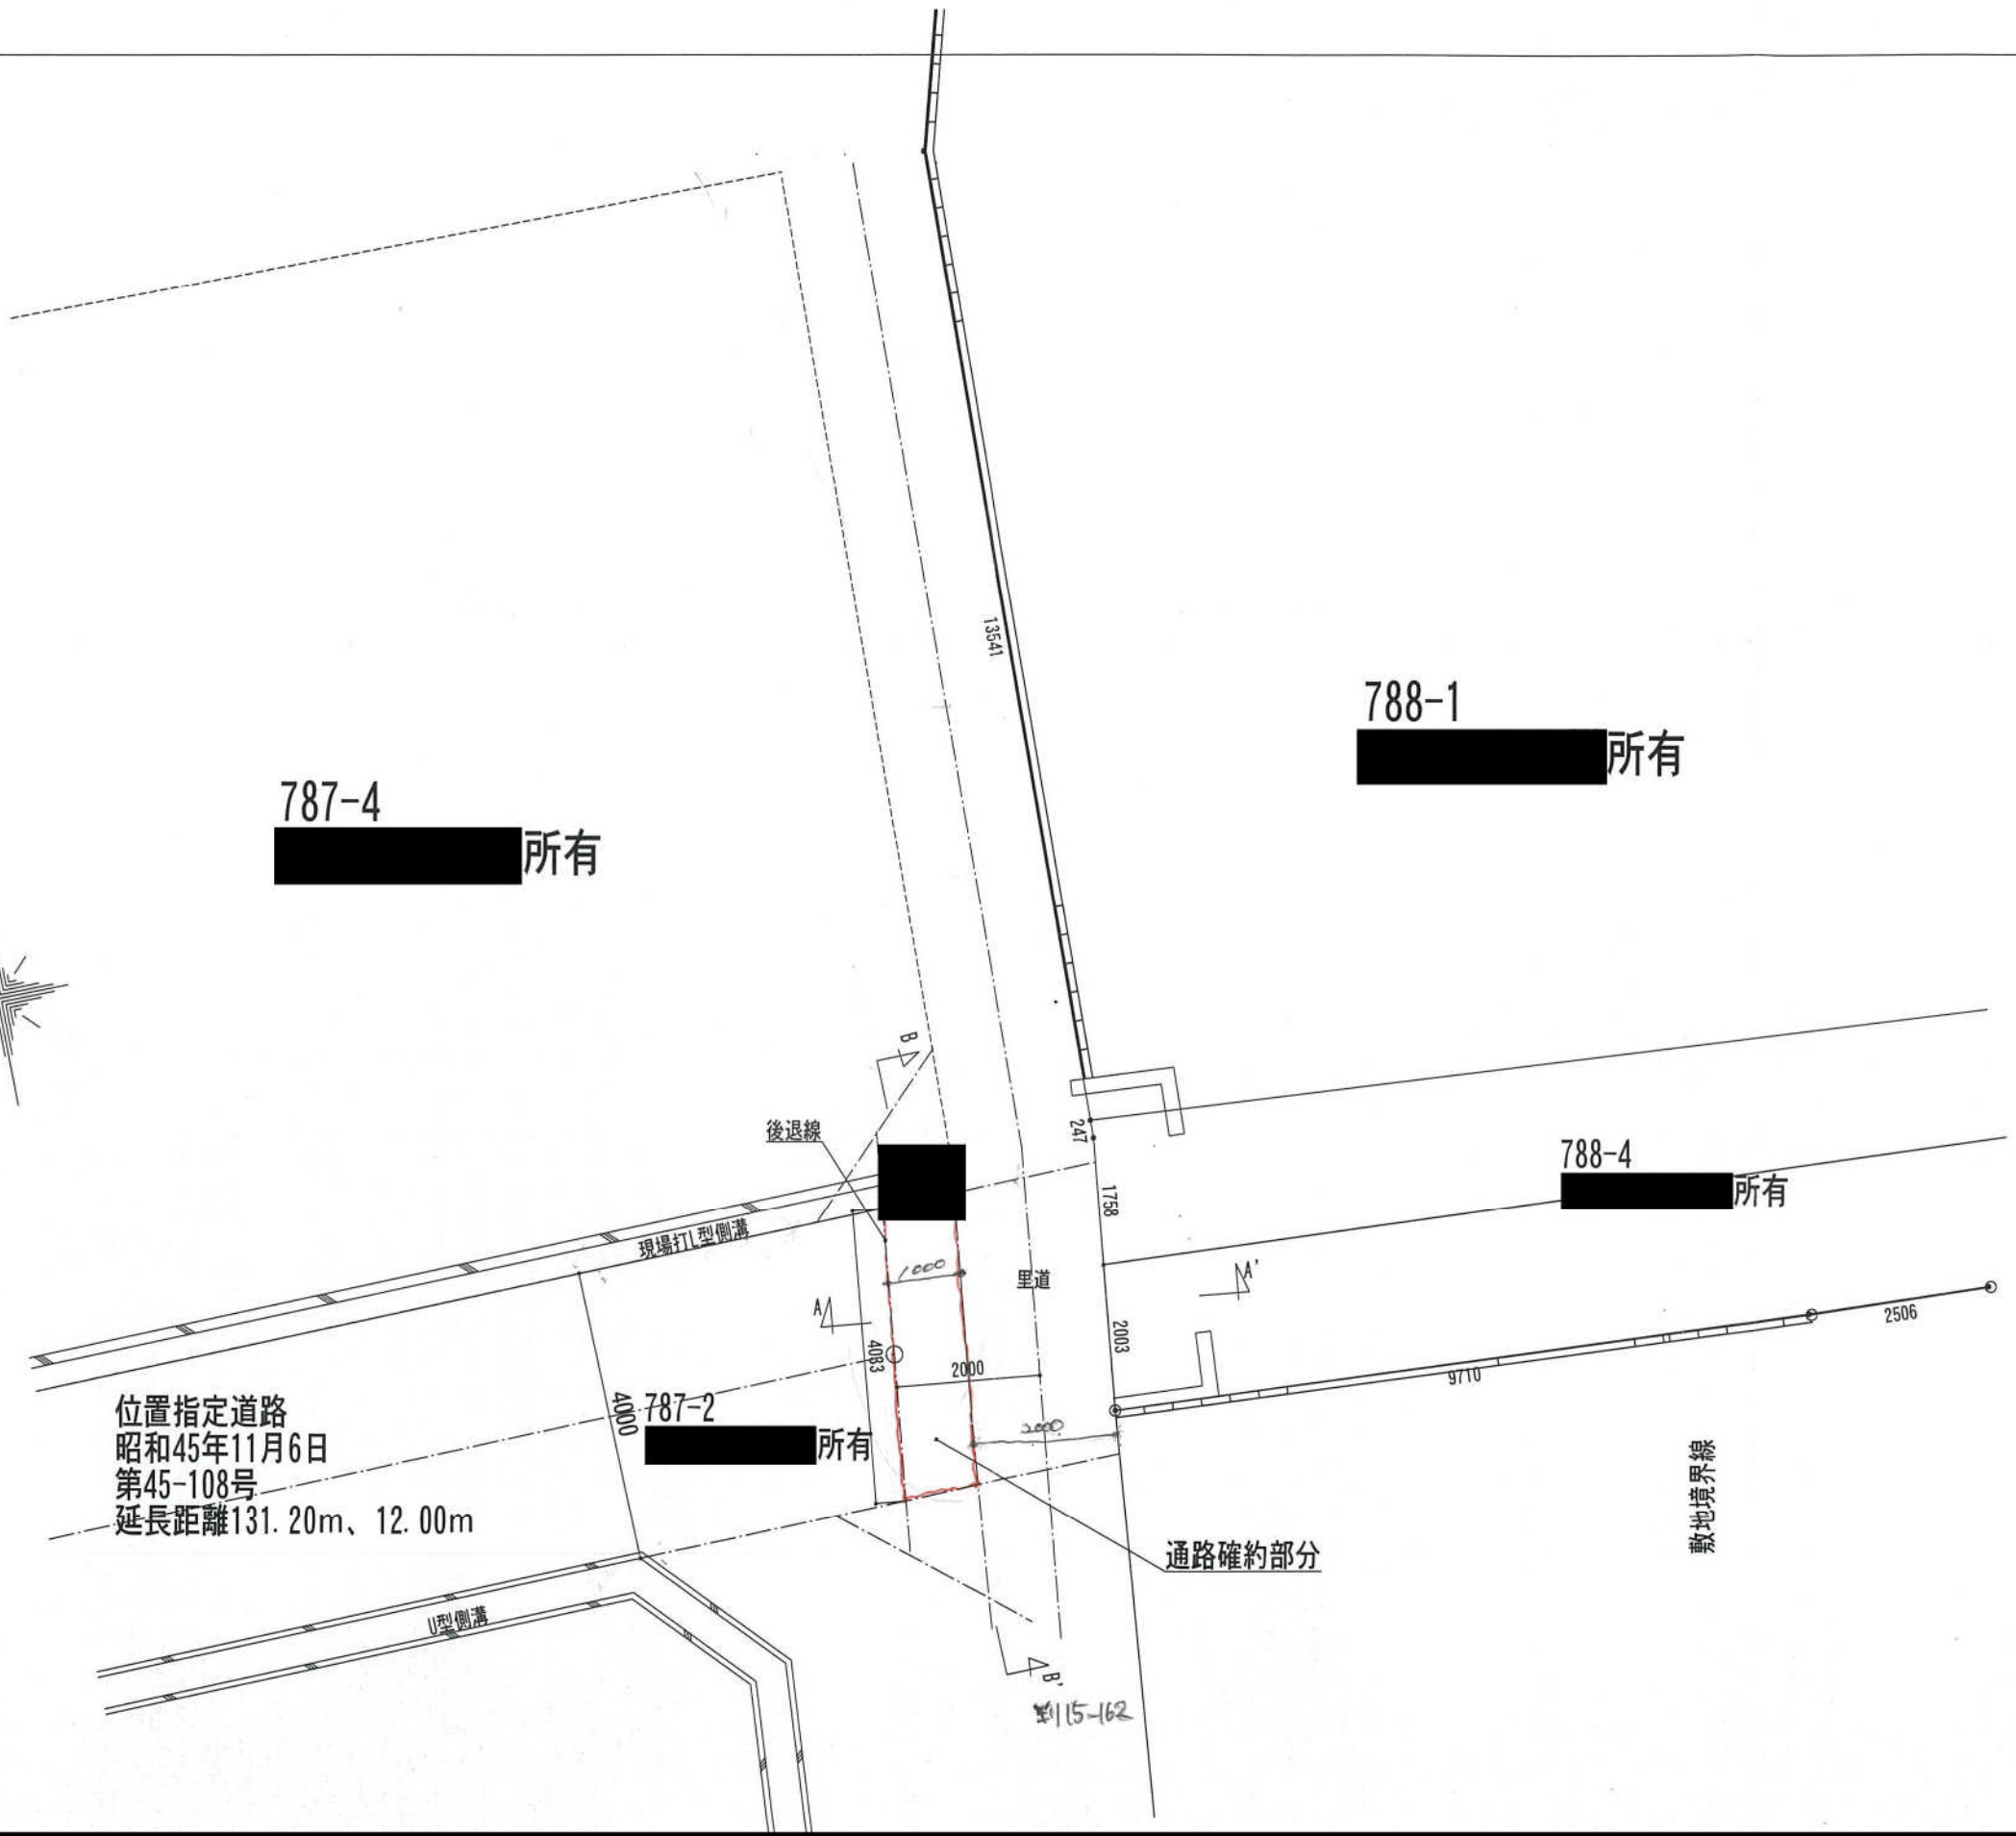 13541
788-1
所有
787-4
所有
B
後退線
247
788-4
所有
1758
現場打L型側溝
1000
里道
A'
A
2003
2506
4083
2000
9710
位置指定道路
昭和45年11月6日
第45-108号
延長距離131.20m、12.00m
4000
787-2
所有
2000
敷地境界線
通路確約部分
U型側溝
B'
15-162